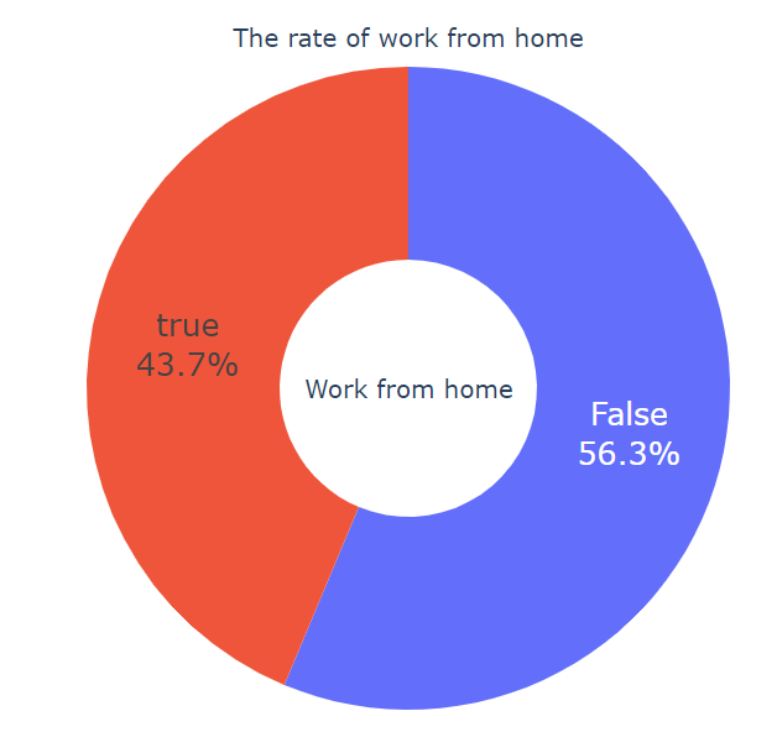 The rate of work from home
true
43.7%
Work from home
False
56.3%